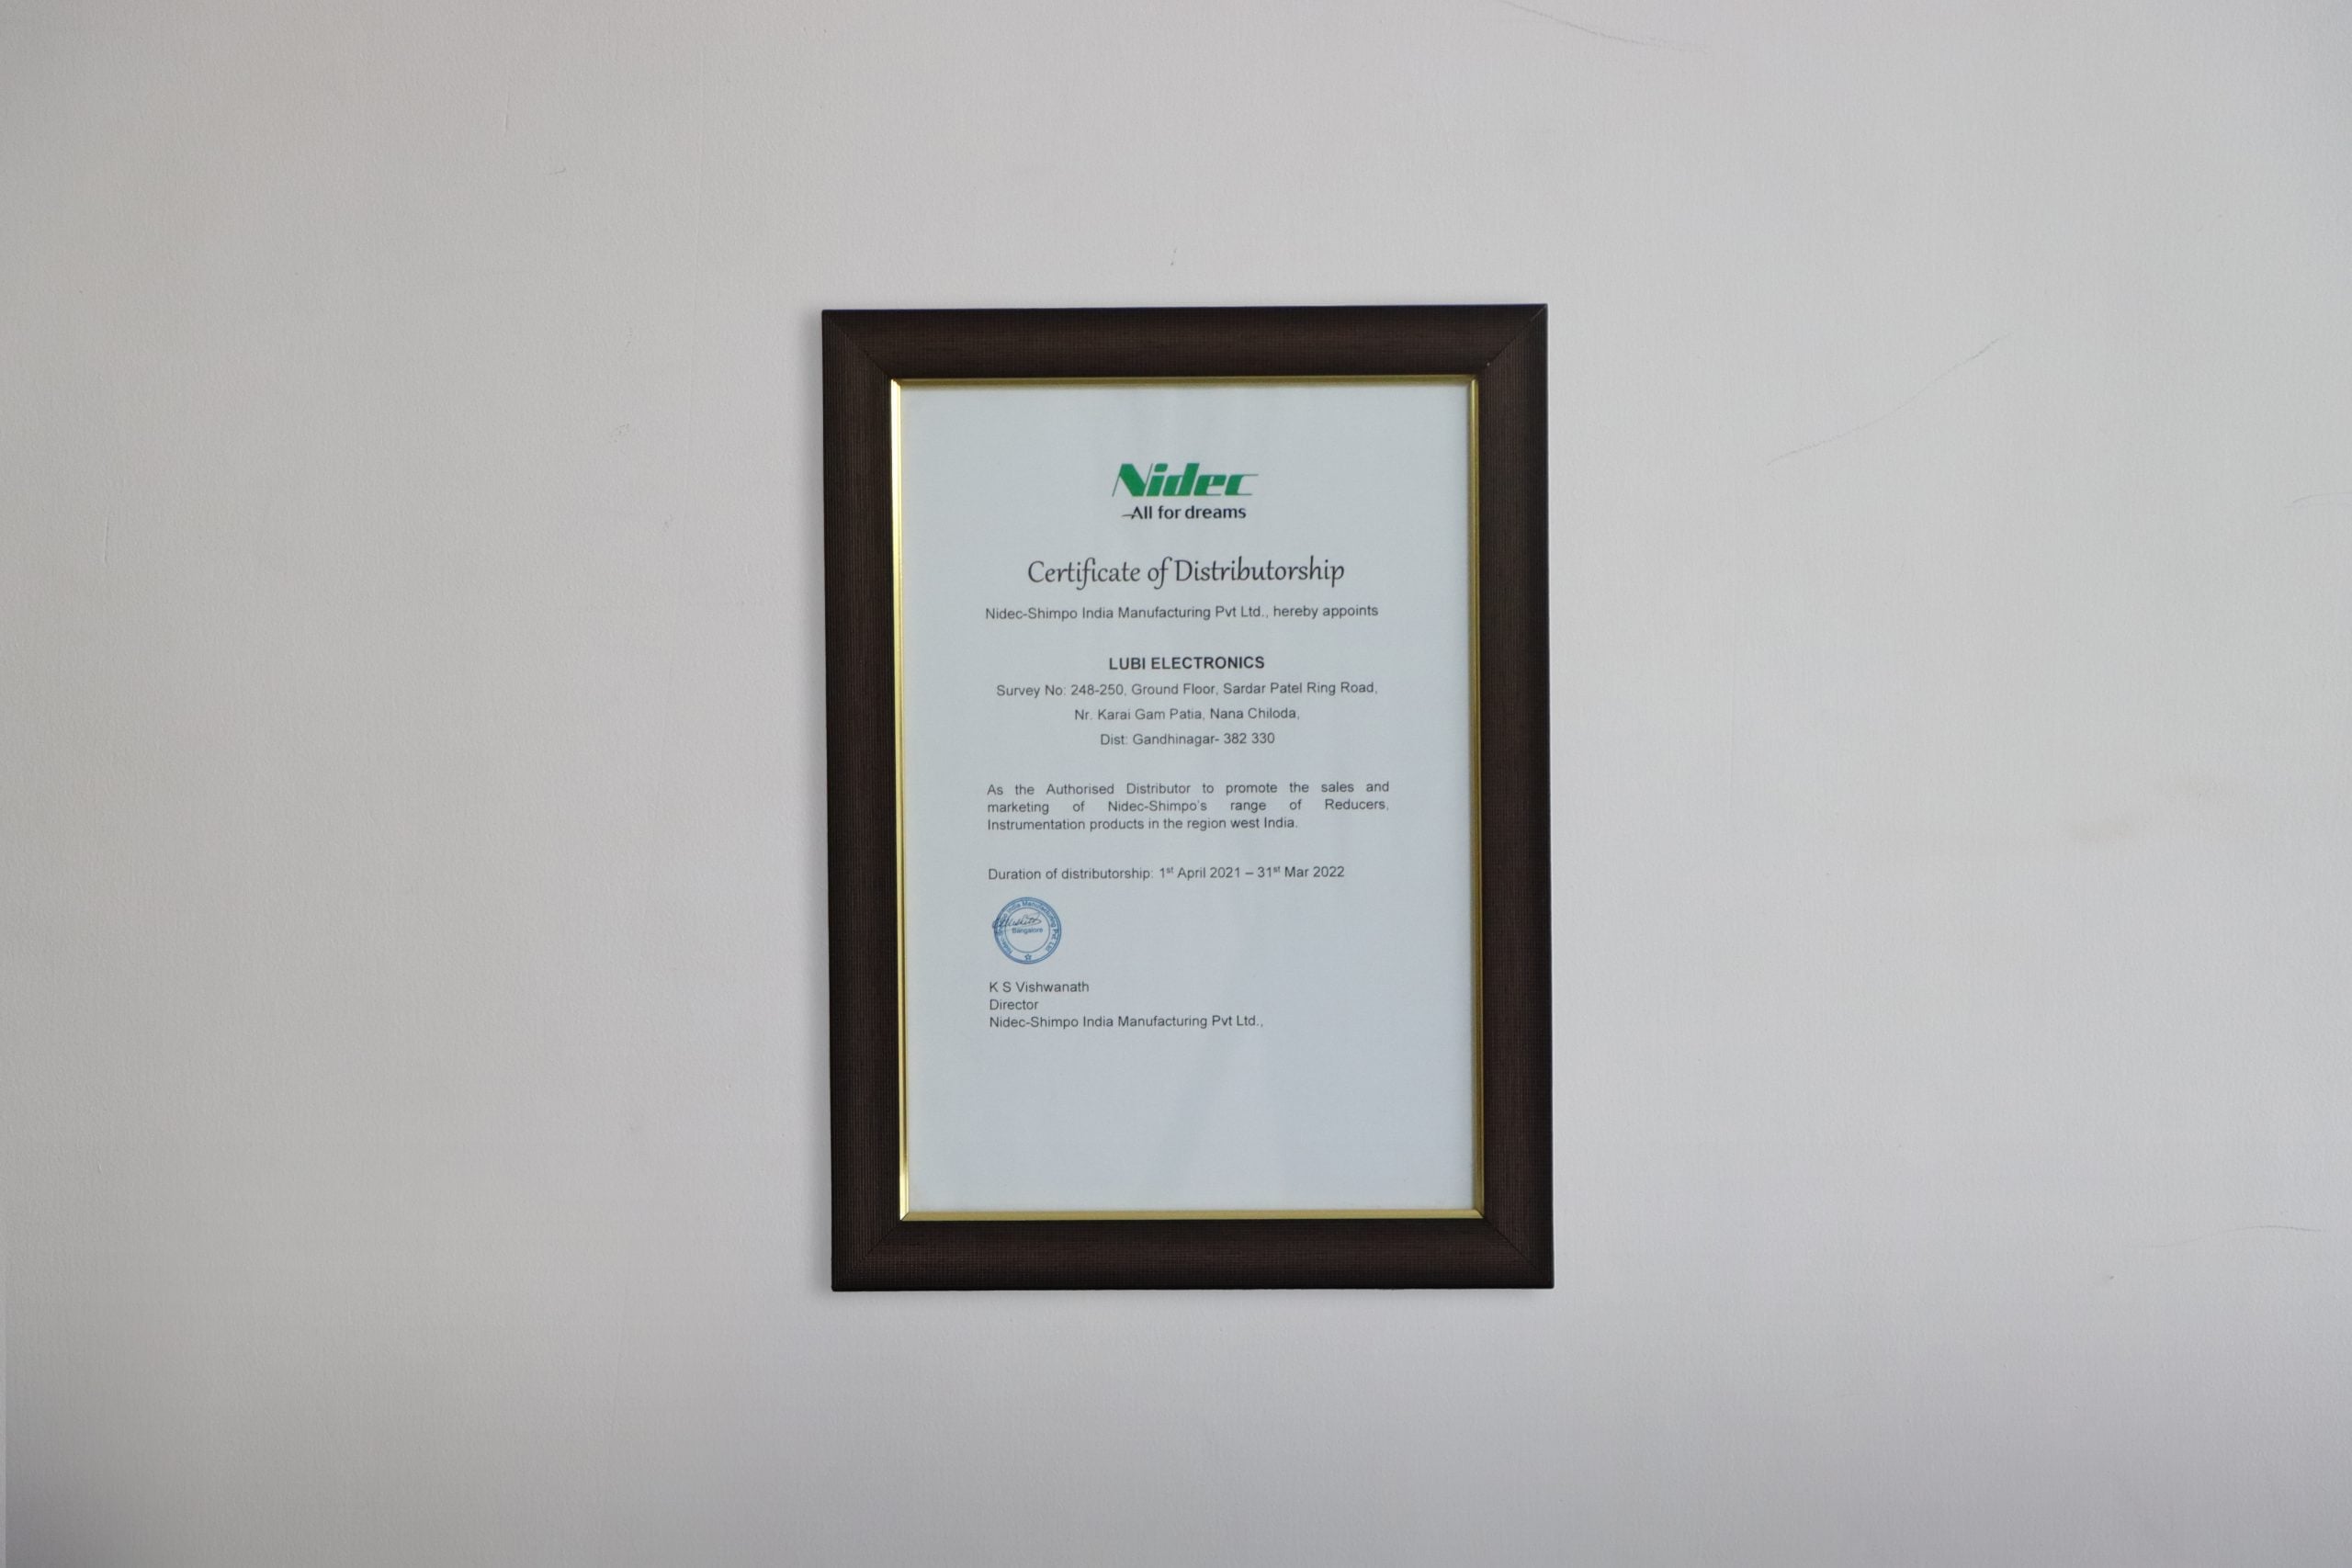 Nidec
—All for dreams
Certificate of Distributorship
Nidec-Shimpo India Manufacturing Pvt Ltd., hereby appoints
LUBI ELECTRONICS
Survey No: 248-250, Ground Floor, Sardar Patel Ring Road,
Nr. Karai Gam Patia, Nana Chiloda,
Dist: Gandhinagar- 382 330
As the Authorised Distributor to promote the sales and
marketing of Nidec-Shimpo's range of Reducers,
Instrumentation products in the region west India.
Duration of distributorship: 1st April 2021 – 31st Mar 2022
India Manufacturing Pvt Ltd
Bangalore
K S Vishwanath
Director
Nidec-Shimpo India Manufacturing Pvt Ltd.,